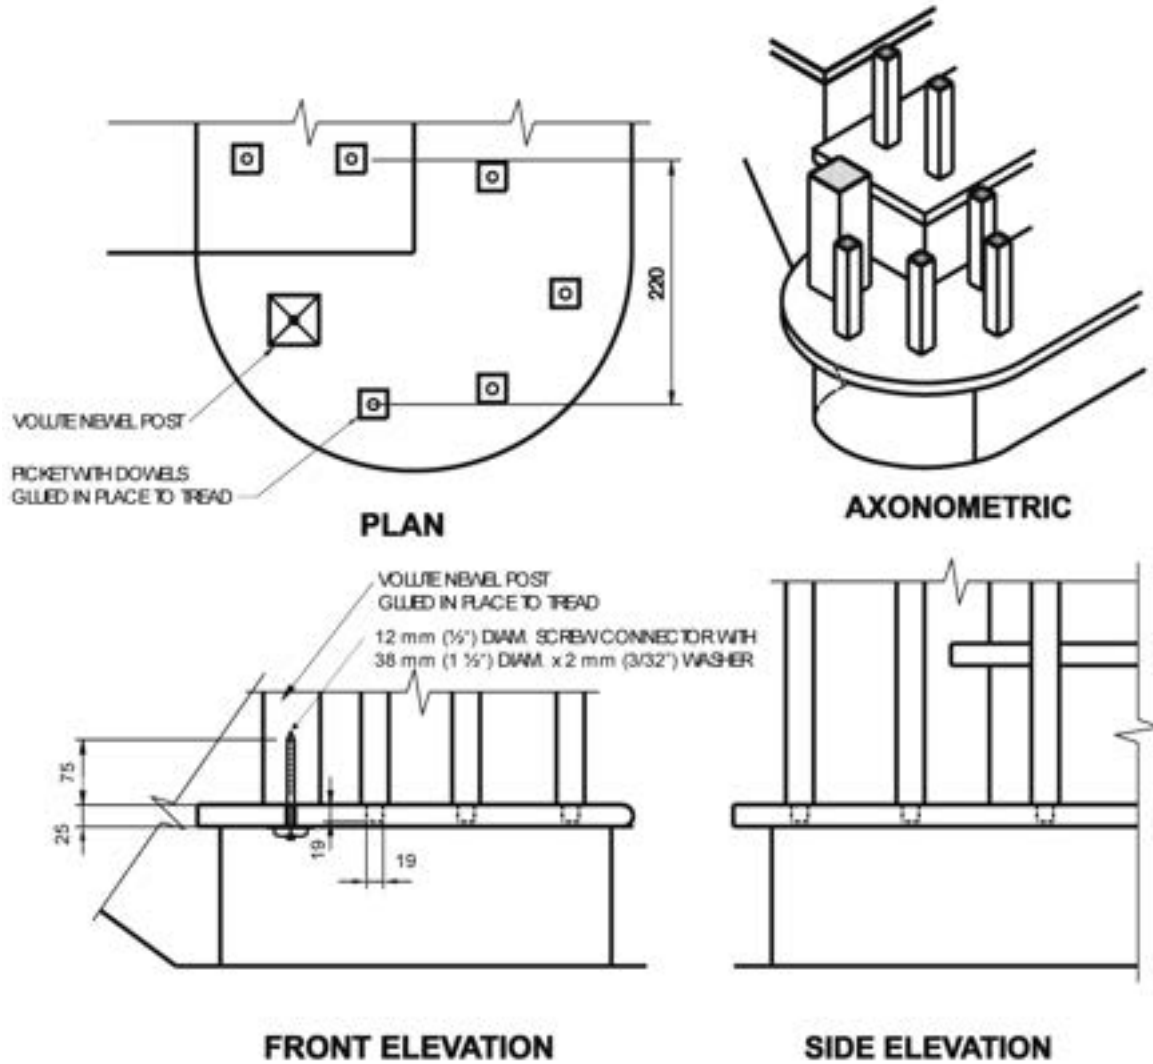 220
VOLUTE NEWEL POST
PICKET WITH DOWELS
GLUED IN PLACE TO TREAD
PLAN
AXONOMETRIC
VOLUTE NEWEL POST
GLUED IN PLACE TO TREAD
12 mm (½") DIAM. SCREW CONNECTOR WITH
38 mm (1 ½") DIAM. x 2 mm (3/32") WASHER
75
25
19
19
FRONT ELEVATION
SIDE ELEVATION